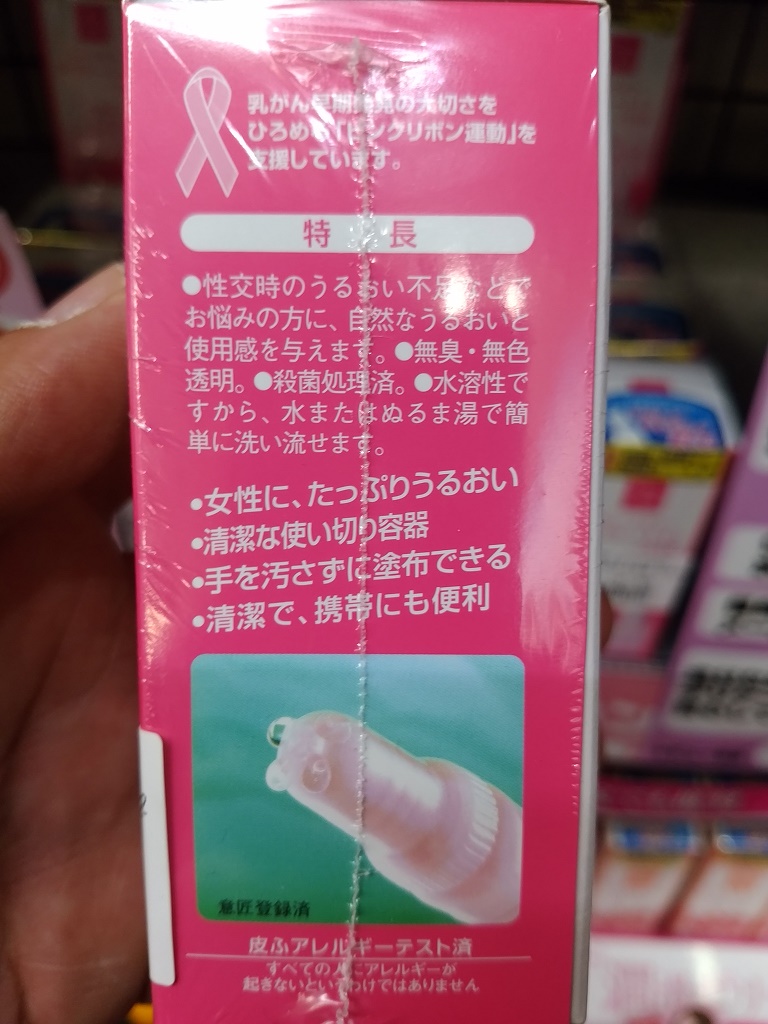 乳がん早期発見の大切さを
ひろめる「ピンクリボン運動」を
支援しています。
特 長
●性交時のうるおい不足などで
お悩みの方に、自然なうるおいと
使用感を与えます。●無臭・無色
透明。●殺菌処理済。●水溶性で
すから、水またはぬるま湯で簡
単に洗い流せます。
•女性に、たっぷりうるおい
•清潔な使い切り容器
•手を汚さずに塗布できる
•清潔で、携帯にも便利
意匠登録済
皮ふアレルギーテスト済
すべての人にアレルギーが
起きないというわけではありません